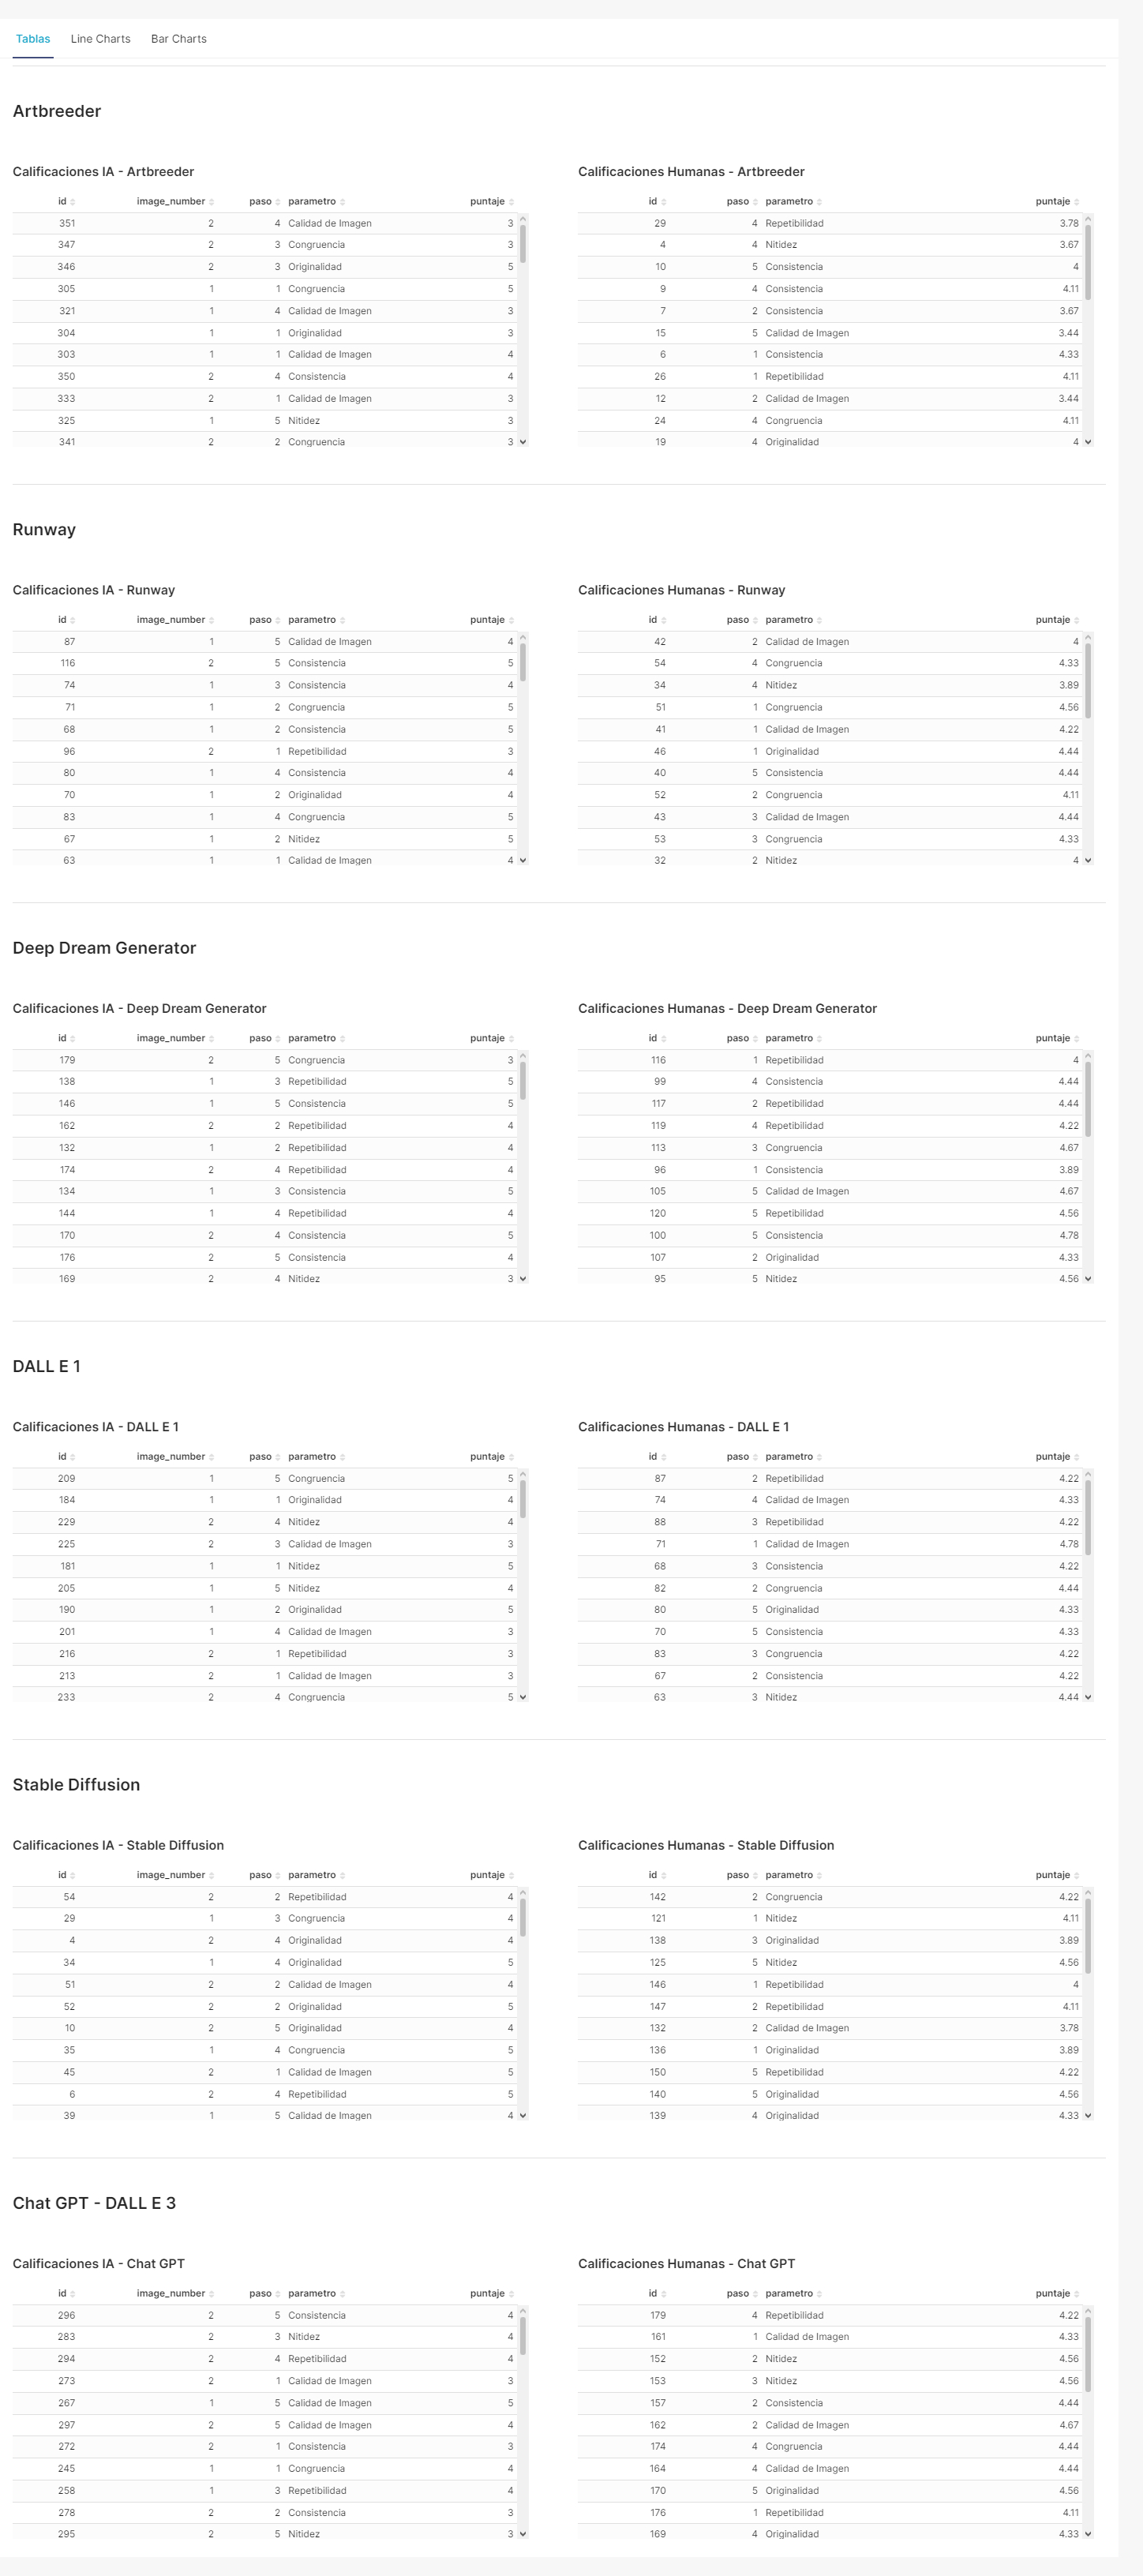 Tablas Line Charts Bar Charts
Artbreeder
Calificaciones IA - Artbreeder
id image_number paso parametro puntaje
351 2 4 Calidad de Imagen 3
347 2 3 Congruencia 3
346 2 3 Originalidad 5
305 1 1 Congruencia 5
321 1 4 Calidad de Imagen 3
304 1 1 Originalidad 3
303 1 1 Calidad de Imagen 4
350 2 4 Consistencia 4
333 2 1 Calidad de Imagen 3
325 1 5 Nitidez 3
341 2 2 Congruencia 3
Calificaciones Humanas - Artbreeder
id paso parametro puntaje
29 4 Repetibilidad 3.78
4 4 Nitidez 3.67
10 5 Consistencia 4
9 4 Consistencia 4.11
7 2 Consistencia 3.67
15 5 Calidad de Imagen 3.44
6 1 Consistencia 4.33
26 1 Repetibilidad 4.11
12 2 Calidad de Imagen 3.44
24 4 Congruencia 4.11
19 4 Originalidad 4
Runway
Calificaciones IA - Runway
id image_number paso parametro puntaje
87 1 5 Calidad de Imagen 4
116 2 5 Consistencia 5
74 1 3 Consistencia 4
71 1 2 Congruencia 5
68 1 2 Consistencia 5
96 2 1 Repetibilidad 3
80 1 4 Consistencia 4
70 1 2 Originalidad 4
83 1 4 Congruencia 5
67 1 2 Nitidez 5
63 1 1 Calidad de Imagen 4
Calificaciones Humanas - Runway
id paso parametro puntaje
42 2 Calidad de Imagen 4
54 4 Congruencia 4.33
34 4 Nitidez 3.89
51 1 Congruencia 4.56
41 1 Calidad de Imagen 4.22
46 1 Originalidad 4.44
40 5 Consistencia 4.44
52 2 Congruencia 4.11
43 3 Calidad de Imagen 4.44
53 3 Congruencia 4.33
32 2 Nitidez 4
Deep Dream Generator
Calificaciones IA - Deep Dream Generator
id image_number paso parametro puntaje
179 2 5 Congruencia 3
138 1 3 Repetibilidad 5
146 1 5 Consistencia 5
162 2 2 Repetibilidad 4
132 1 2 Repetibilidad 4
174 2 4 Repetibilidad 4
134 1 3 Consistencia 5
144 1 4 Repetibilidad 4
170 2 4 Consistencia 5
176 2 5 Consistencia 4
169 2 4 Nitidez 3
Calificaciones Humanas - Deep Dream Generator
id paso parametro puntaje
116 1 Repetibilidad 4
99 4 Consistencia 4.44
117 2 Repetibilidad 4.44
119 4 Repetibilidad 4.22
113 3 Congruencia 4.67
96 1 Consistencia 3.89
105 5 Calidad de Imagen 4.67
120 5 Repetibilidad 4.56
100 5 Consistencia 4.78
107 2 Originalidad 4.33
95 5 Nitidez 4.56
DALL E 1
Calificaciones IA - DALL E 1
id image_number paso parametro puntaje
209 1 5 Congruencia 5
184 1 1 Originalidad 4
229 2 4 Nitidez 4
225 2 3 Calidad de Imagen 3
181 1 1 Nitidez 5
205 1 5 Nitidez 4
190 1 2 Originalidad 5
201 1 4 Calidad de Imagen 3
216 2 1 Repetibilidad 3
213 2 1 Calidad de Imagen 3
233 2 4 Congruencia 5
Calificaciones Humanas - DALL E 1
id paso parametro puntaje
87 2 Repetibilidad 4.22
74 4 Calidad de Imagen 4.33
88 3 Repetibilidad 4.22
71 1 Calidad de Imagen 4.78
68 3 Consistencia 4.22
82 2 Congruencia 4.44
80 5 Originalidad 4.33
70 5 Consistencia 4.33
83 3 Congruencia 4.22
67 2 Consistencia 4.22
63 3 Nitidez 4.44
Stable Diffusion
Calificaciones IA - Stable Diffusion
id image_number paso parametro puntaje
54 2 2 Repetibilidad 4
29 1 3 Congruencia 4
4 2 4 Originalidad 4
34 1 4 Originalidad 5
51 2 2 Calidad de Imagen 4
52 2 2 Originalidad 5
10 2 5 Originalidad 4
35 1 4 Congruencia 5
45 2 1 Calidad de Imagen 5
6 2 4 Repetibilidad 5
39 1 5 Calidad de Imagen 4
Calificaciones Humanas - Stable Diffusion
id paso parametro puntaje
142 2 Congruencia 4.22
121 1 Nitidez 4.11
138 3 Originalidad 3.89
125 5 Nitidez 4.56
146 1 Repetibilidad 4
147 2 Repetibilidad 4.11
132 2 Calidad de Imagen 3.78
136 1 Originalidad 3.89
150 5 Repetibilidad 4.22
140 5 Originalidad 4.56
139 4 Originalidad 4.33
Chat GPT - DALL E 3
Calificaciones IA - Chat GPT
id image_number paso parametro puntaje
296 2 5 Consistencia 4
283 2 3 Nitidez 4
294 2 4 Repetibilidad 4
273 2 1 Calidad de Imagen 3
267 1 5 Calidad de Imagen 5
297 2 5 Calidad de Imagen 4
272 2 1 Consistencia 3
245 1 1 Congruencia 4
258 1 3 Repetibilidad 4
278 2 2 Consistencia 3
295 2 5 Nitidez 3
Calificaciones Humanas - Chat GPT
id paso parametro puntaje
179 4 Repetibilidad 4.22
161 1 Calidad de Imagen 4.33
152 2 Nitidez 4.56
153 3 Nitidez 4.56
157 2 Consistencia 4.44
162 2 Calidad de Imagen 4.67
174 4 Congruencia 4.44
164 4 Calidad de Imagen 4.44
170 5 Originalidad 4.56
176 1 Repetibilidad 4.11
169 4 Originalidad 4.33